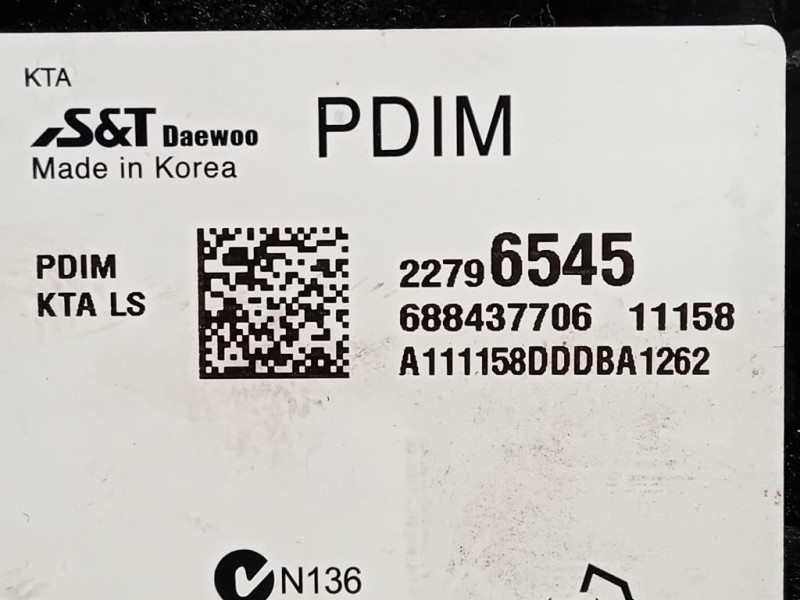 KTA
S&T Daewoo PDIM
Made in Korea
PDIM
KTA LS
22796545
688437706 11158
A111158DDDBA1262
N136